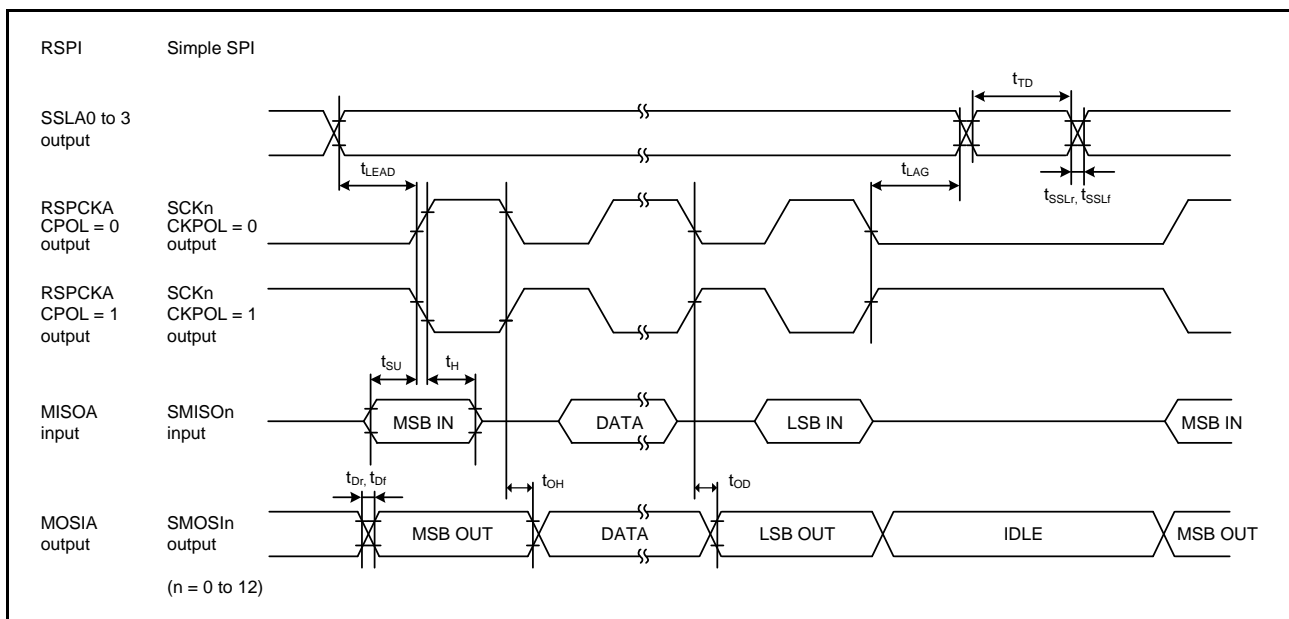 RSPI Simple SPI
tTD
SSLA0 to 3
output
tLEAD
tLAG
tSSLr, tSSLf
RSPCKA SCKn
CPOL = 0 CKPOL = 0
output output
RSPCKA SCKn
CPOL = 1 CKPOL = 1
output output
tSU tH
MISOA SMISOn
input input
MSB IN DATA LSB IN MSB IN
tDr, tDf
tOH
tOD
MOSIA SMOSIn
output output
MSB OUT DATA LSB OUT IDLE MSB OUT
(n = 0 to 12)